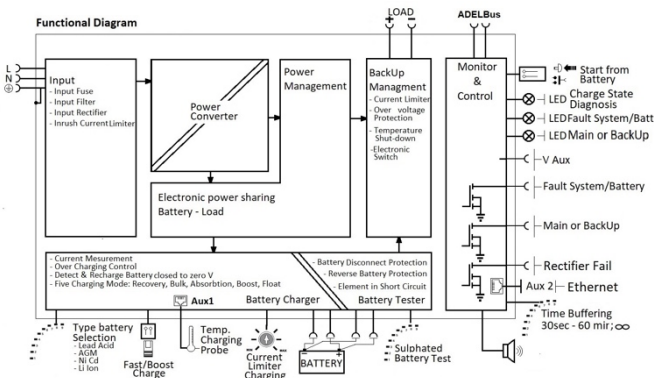 Functional Diagram
LOAD
+ −
ADELBus
L
N
Input
- Input Fuse
- Input Filter
- Input Rectifier
- Inrush CurrentLimiter
Power
Converter
Power
Management
BackUp
Managment
- Current Limiter
- Over voltage
Protection
- Temperature
Shut-down
-Electronic
Switch
Monitor
&
Control
Start from
Battery
LED Charge State
Diagnosis
LED Fault System/Batt
LED Main or BackUp
V Aux
Fault System/Battery
Main or BackUp
Rectifier Fail
Aux 2 Ethernet
Time Buffering
30sec - 60 mir; ∞
Electronic power sharing
Battery - Load
- Current Mesurement
- Over Charging Control
- Detect & Recharge Battery closed to zero V
- Five Charging Mode: Recovery, Bulk, Absorbtion, Boost, Float
Aux1
Battery Charger
- Battery Disconnect Protection
- Reverse Battery Protection
- Element in Short Circuit
Battery Tester
Type battery
Selection
- Lead Acid
- AGM
- Ni Cd
- Li Ion
Fast/Boost
Charge
Temp.
Charging
Probe
Current
Limiter
Charging
- +
BATTERY
Sulphated
Battery Test